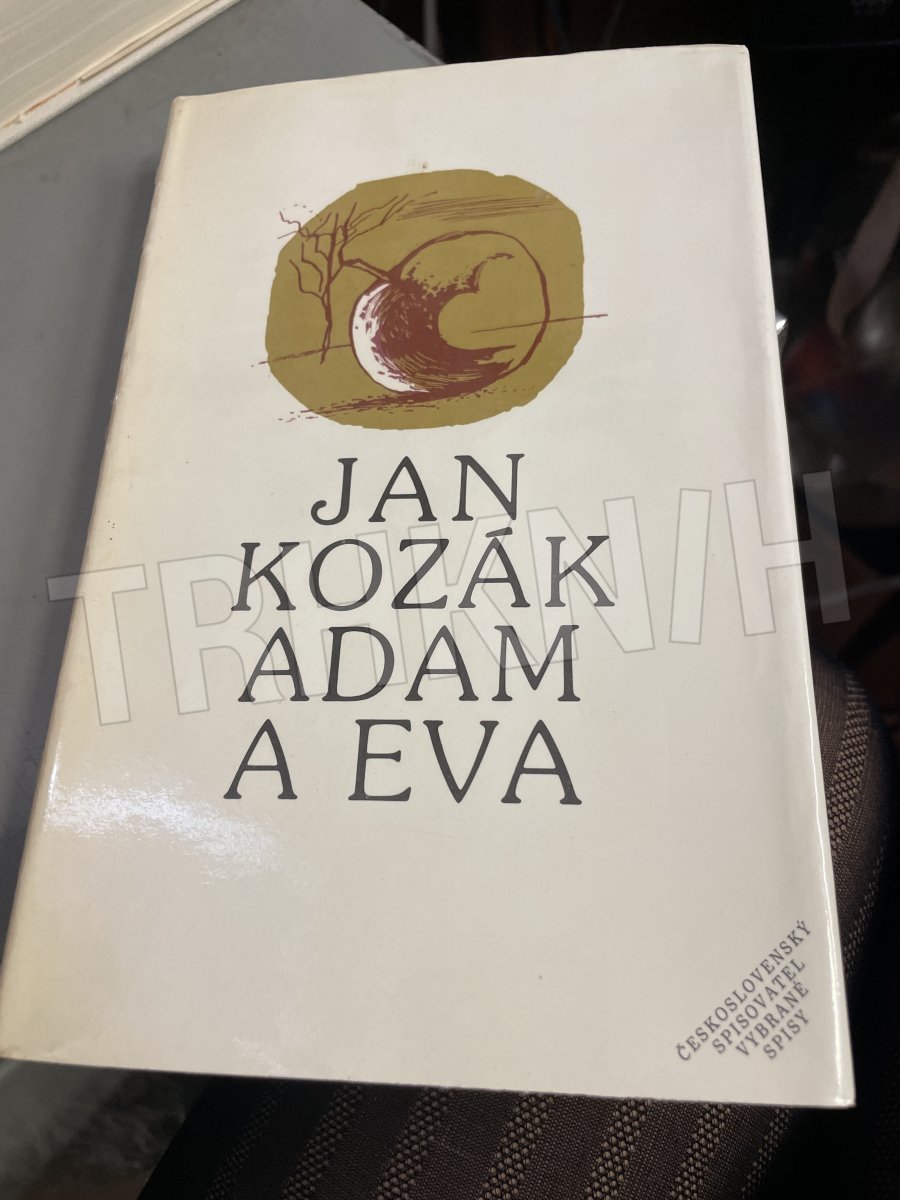 JAN
KOZÁK
ADAM
A EVA
TRHKNIH
ČESKOSLOVENSKÝ
SPISOVATEL
VYBRANÉ
SPISY